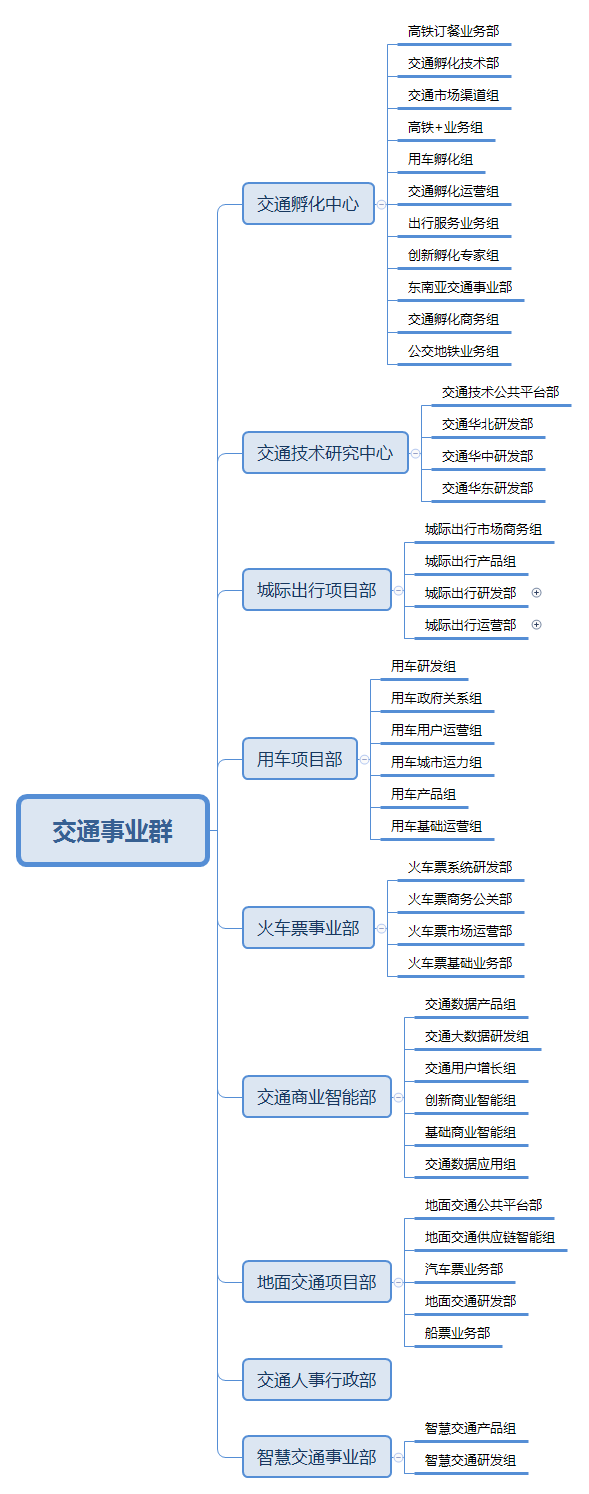 交通事业群
交通孵化中心
高铁订餐业务部
交通孵化技术部
交通市场渠道组
高铁+业务组
用车孵化组
交通孵化运营组
出行服务业务组
创新孵化专家组
东南亚交通事业部
交通孵化商务组
公交地铁业务组
交通技术研究中心
交通技术公共平台部
交通华北研发部
交通华中研发部
交通华东研发部
城际出行项目部
城际出行市场商务组
城际出行产品组
城际出行研发部
城际出行运营部
用车项目部
用车研发组
用车政府关系组
用车用户运营组
用车城市运力组
用车产品组
用车基础运营组
火车票事业部
火车票系统研发部
火车票商务公关部
火车票市场运营部
火车票基础业务部
交通商业智能部
交通数据产品组
交通大数据研发组
交通用户增长组
创新商业智能组
基础商业智能组
交通数据应用组
地面交通项目部
地面交通公共平台部
地面交通供应链智能组
汽车票业务部
地面交通研发部
船票业务部
交通人事行政部
智慧交通事业部
智慧交通产品组
智慧交通研发组